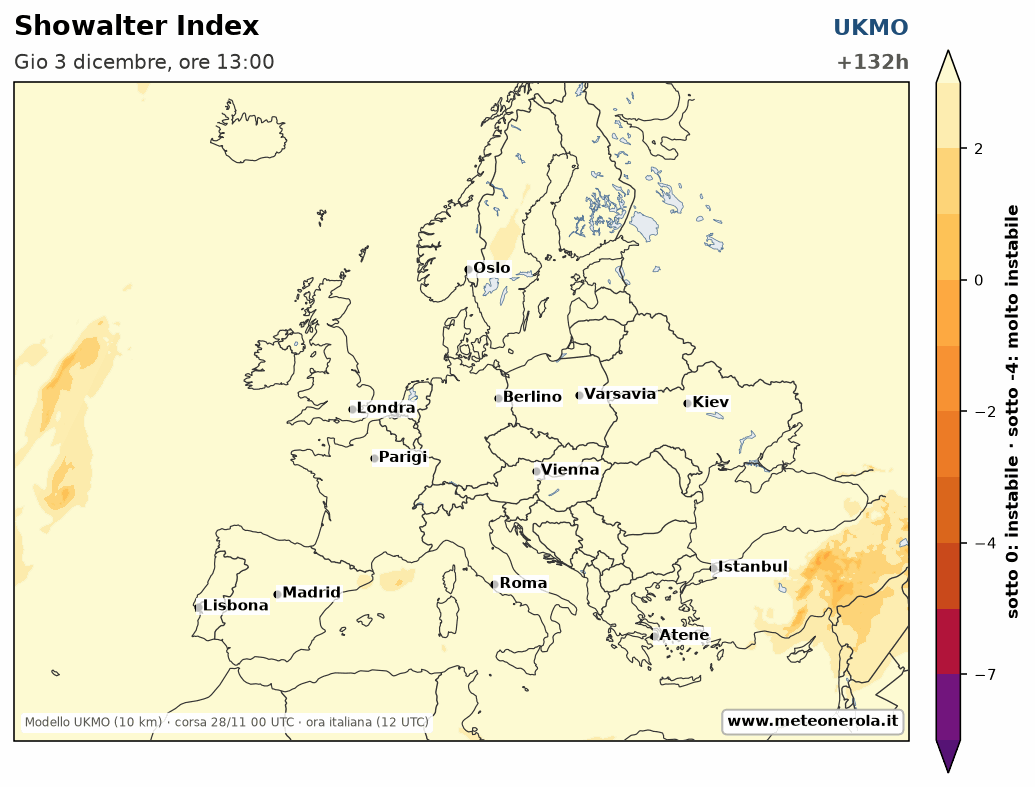 Showalter Index
UKMO
Gio 3 dicembre, ore 13:00
+132h
Oslo
Londra
Berlino
Varsavia
Kiev
Parigi
Vienna
Istanbul
Madrid
Roma
Lisbona
Atene
Modello UKMO (10 km) · corsa 28/11 00 UTC · ora italiana (12 UTC)
www.meteonerola.it
2
0
−2
−4
−7
sotto 0: instabile · sotto -4: molto instabile